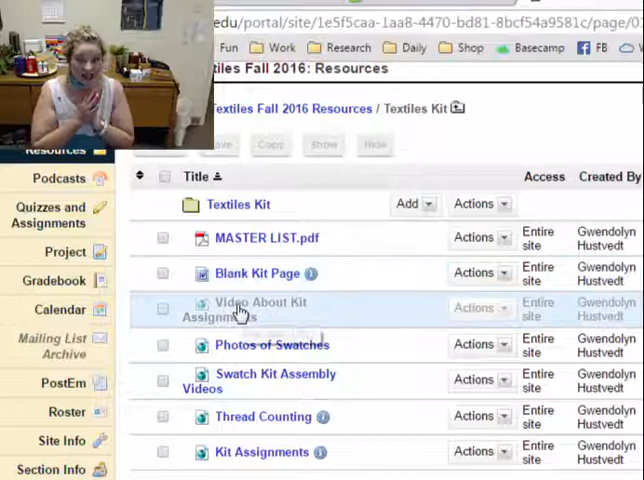 edu/portal/site/1e5f5caa-1aa8-4470-bd81-8bcf54a9581c/page/0
Fun Work Research Daily Shop Basecamp FB
tiles Fall 2016: Resources
Textiles Fall 2016 Resources / Textiles Kit
Copy Show Hide
Resources
Podcasts
Quizzes and
Assignments
Project
Gradebook
Calendar
Mailing List
Archive
PostEm
Roster
Site Info
Section Info
Title Access Created By
Textiles Kit Add Actions
MASTER LIST.pdf Actions Entire site Gwendolyn Hustvedt
Blank Kit Page Actions Entire site Gwendolyn Hustvedt
Video About Kit Assignments Actions Entire site Gwendolyn Hustvedt
Photos of Swatches Actions Entire site Gwendolyn Hustvedt
Swatch Kit Assembly Videos Actions Entire site Gwendolyn Hustvedt
Thread Counting Actions Entire site Gwendolyn Hustvedt
Kit Assignments Actions Entire site Gwendolyn Hustvedt